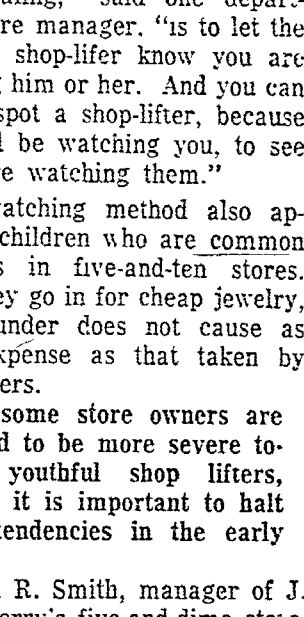 said one depart-
re manager. "is to let the
shop-lifer know you are
him or her. And you can
spot a shop-lifter, because
be watching you, to see
e watching them."
atching method also ap-
children who are common
s in five-and-ten stores.
ey go in for cheap jewelry,
under does not cause as
xpense as that taken by
ers.
some store owners are
d to be more severe to-
youthful shop lifters,
it is important to halt
tendencies in the early
R. Smith, manager of J.
five and dime store